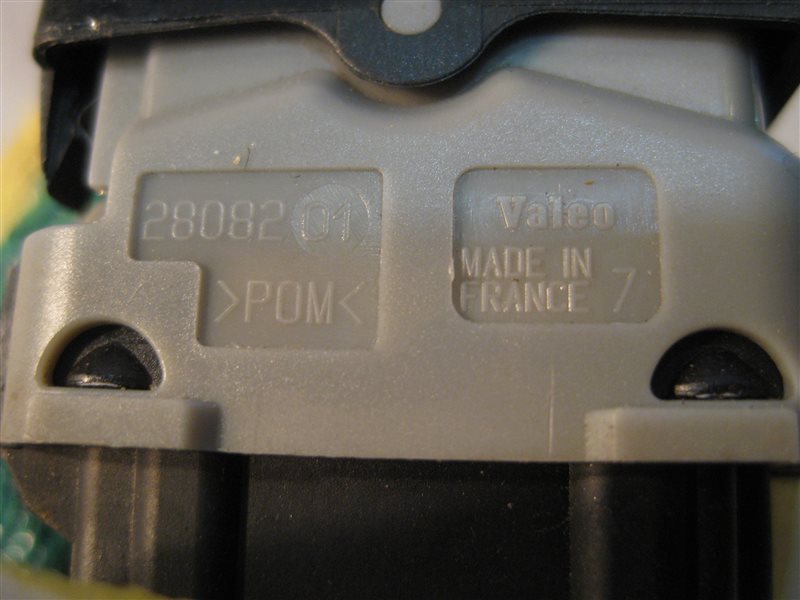 28082 01
>POM<
Valeo
MADE IN
FRANCE 7